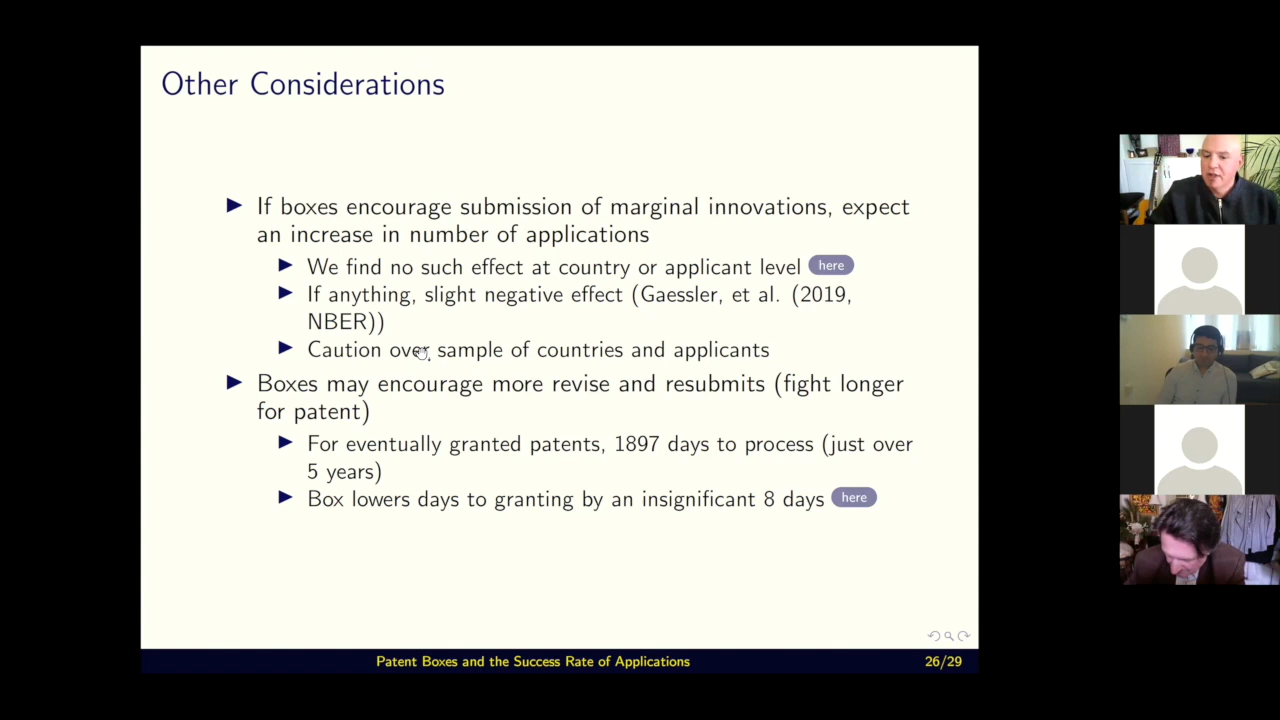 Other Considerations
If boxes encourage submission of marginal innovations, expect
an increase in number of applications
We find no such effect at country or applicant level here
If anything, slight negative effect (Gaessler, et al. (2019,
NBER))
Caution over sample of countries and applicants
Boxes may encourage more revise and resubmits (fight longer
for patent)
For eventually granted patents, 1897 days to process (just over
5 years)
Box lowers days to granting by an insignificant 8 days here
Patent Boxes and the Success Rate of Applications 26/29